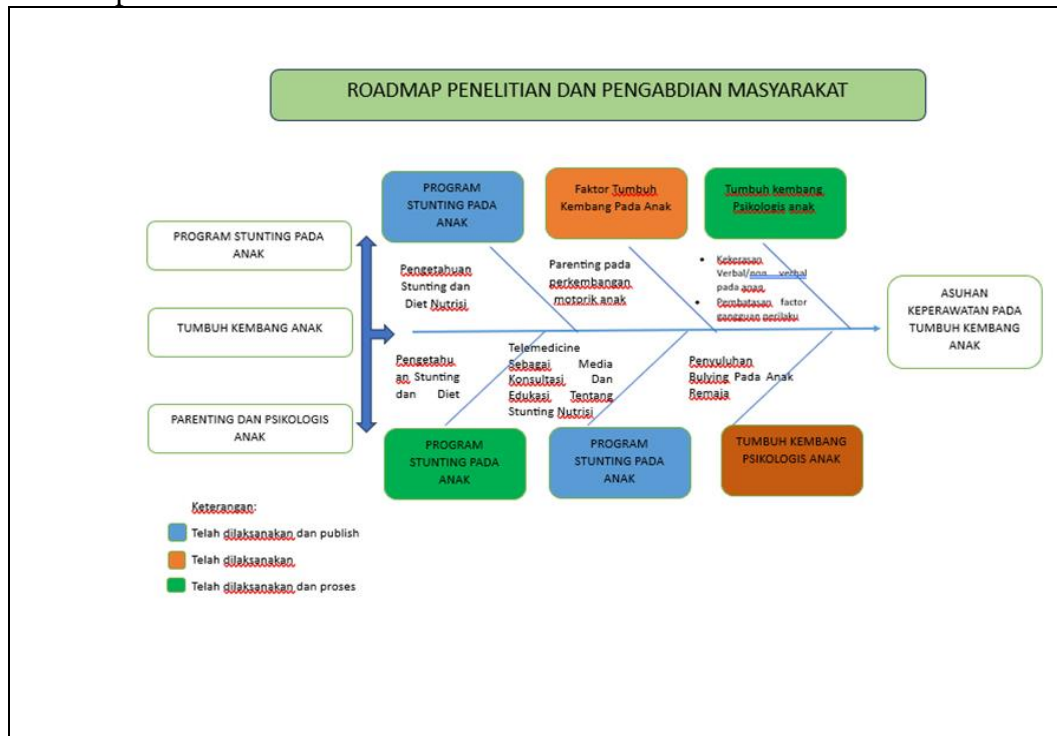 ROADMAP PENELITIAN DAN PENGABDIAN MASYARAKAT
PROGRAM
STUNTING PADA
ANAK
Faktor Tumbuh
Kembang Pada Anak
Tumbuh kembang
Psikologis anak
PROGRAM STUNTING PADA
ANAK
TUMBUH KEMBANG ANAK
PARENTING DAN PSIKOLOGIS
ANAK
Pengetahuan
Stunting dan
Diet Nutrisi
Parenting pada
perkembangan
motorik anak
• Kekerasan
Verbal/non verbal
pada anag
• Pembatasan factor
gangguan perilaku
ASUHAN
KEPERAWATAN PADA
TUMBUH KEMBANG
ANAK
Pengetahu
an Stunting
dan Diet
Telemedicine
Sebagai Media
Konsultasi Dan
Edukasi Tentang
Stunting Nutrisi
Penyuluhan
Bulying Pada Anak
Remaja
PROGRAM
STUNTING PADA
ANAK
PROGRAM
STUNTING PADA
ANAK
TUMBUH KEMBANG
PSIKOLOGIS ANAK
Keterangan:
Telah dilaksanakan dan publish
Telah dilaksanakan
Telah dilaksanakan dan proses